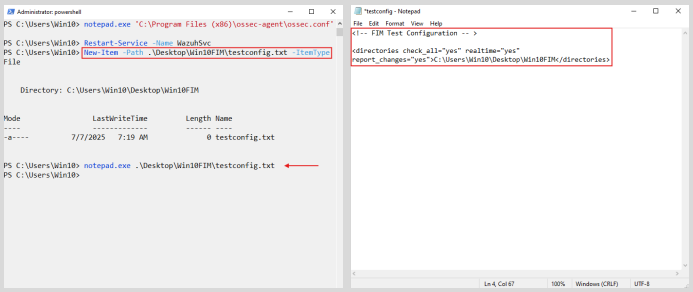 Administrator: powershell
PS C:\Users\Win10> notepad.exe 'C:\Program Files (x86)\ossec-agent\ossec.conf'
PS C:\Users\Win10> Restart-Service -Name WazuhSvc
PS C:\Users\Win10> New-Item -Path .\Desktop\Win10FIM\testconfig.txt -ItemType
File
Directory: C:\Users\Win10\Desktop\Win10FIM
Mode LastWriteTime Length Name
---- ------------- ------ ----
-a---- 7/7/2025 7:19 AM 0 testconfig.txt
PS C:\Users\Win10> notepad.exe .\Desktop\Win10FIM\testconfig.txt
PS C:\Users\Win10>
*testconfig - Notepad
File Edit Format View Help
<!-- FIM Test Configuration -- >
<directories check_all="yes" realtime="yes"
report_changes="yes">C:\Users\Win10\Desktop\Win10FIM</directories>
Ln 4, Col 67 100% Windows (CRLF) UTF-8